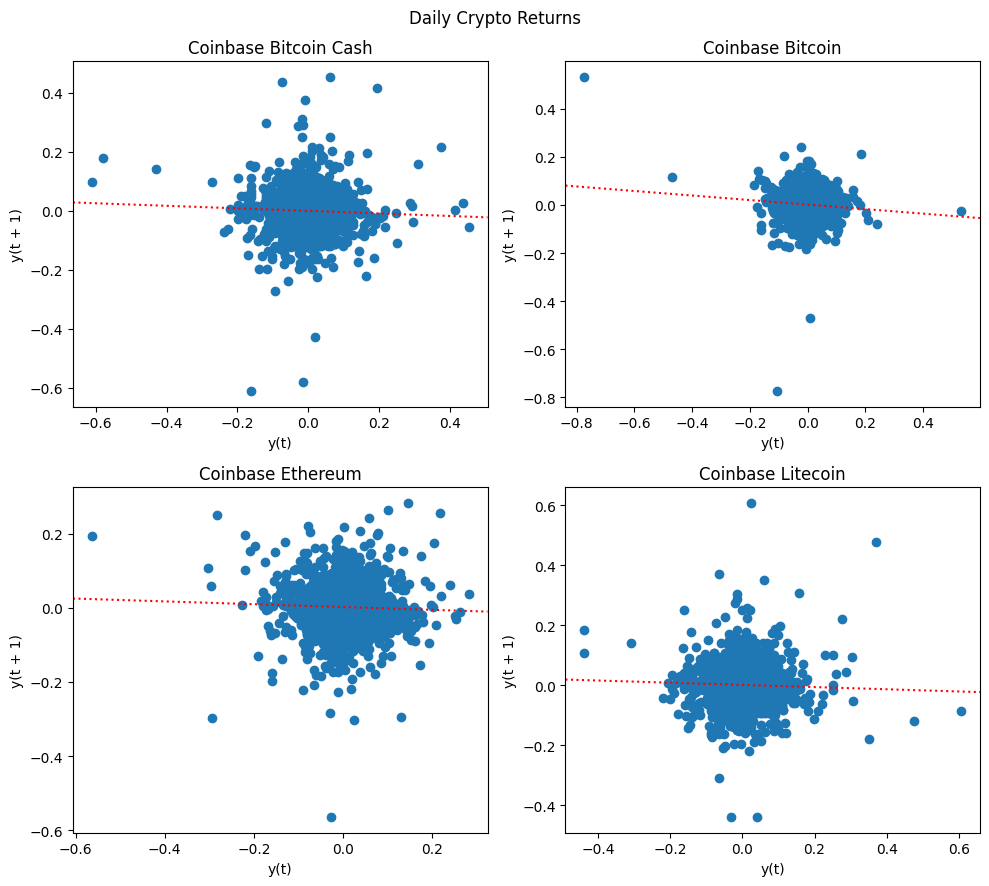 Daily Crypto Returns
Coinbase Bitcoin Cash
y(t + 1)
0.4
0.2
0.0
−0.2
−0.4
−0.6
−0.6 −0.4 −0.2 0.0 0.2 0.4
y(t)
Coinbase Bitcoin
y(t + 1)
0.4
0.2
0.0
−0.2
−0.4
−0.6
−0.8
−0.8 −0.6 −0.4 −0.2 0.0 0.2 0.4
y(t)
Coinbase Ethereum
y(t + 1)
0.2
0.0
−0.2
−0.4
−0.6
−0.6 −0.4 −0.2 0.0 0.2
y(t)
Coinbase Litecoin
y(t + 1)
0.6
0.4
0.2
0.0
−0.2
−0.4
−0.4 −0.2 0.0 0.2 0.4 0.6
y(t)